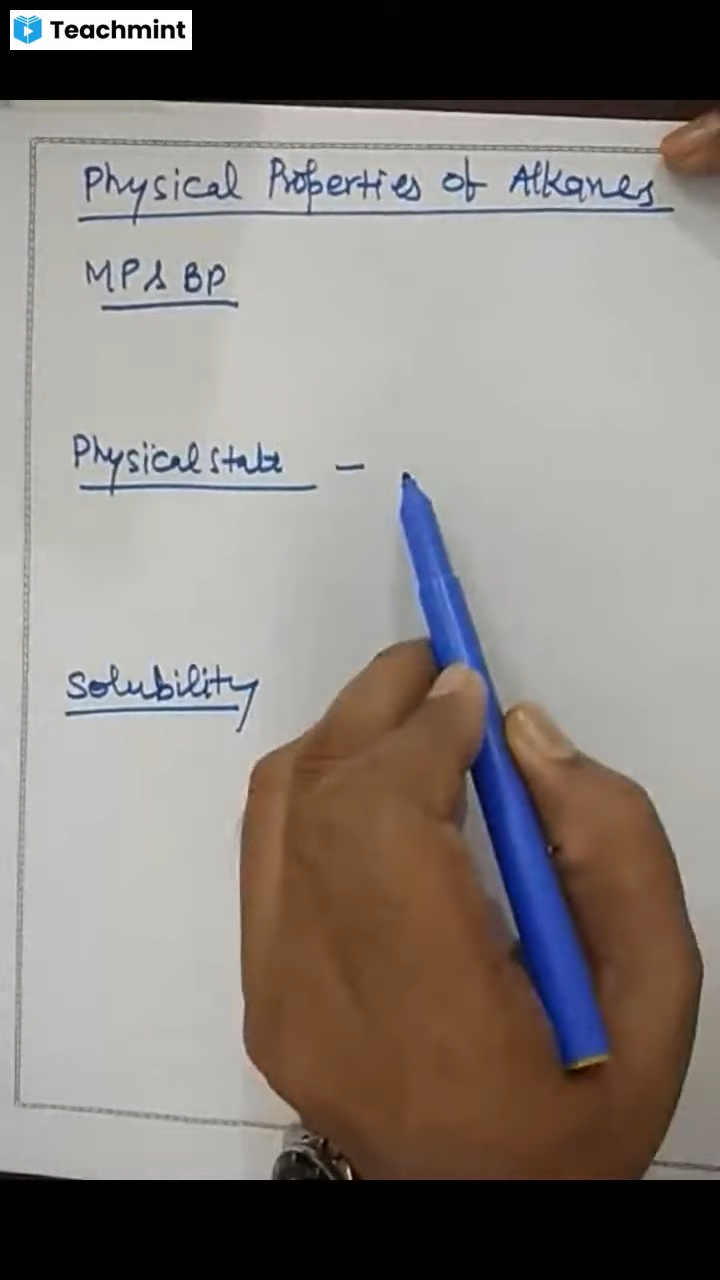 Teachmint
Physical Properties of Alkanes
MP & BP
Physical state —
Solubility